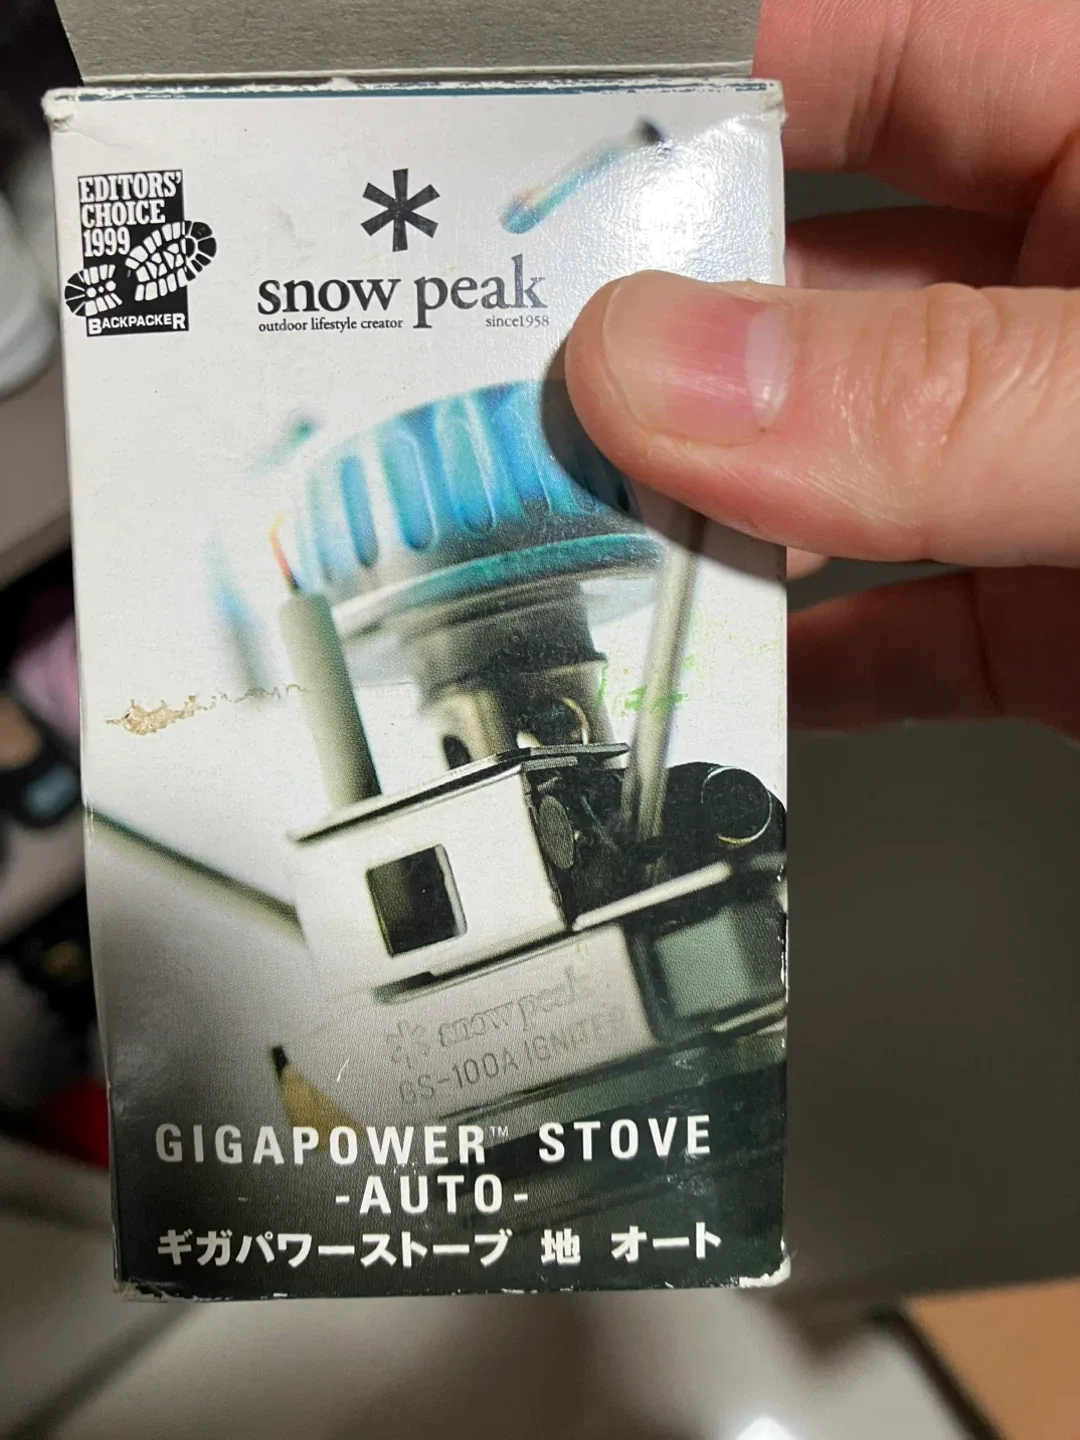 EDITORS'
CHOICE
1999
BACKPACKER
snow peak
outdoor lifestyle creator since1958
snow peak
GS-100A IGNITER
GIGAPOWER™ STOVE
-AUTO-
ギガパワーストーブ 地 オート